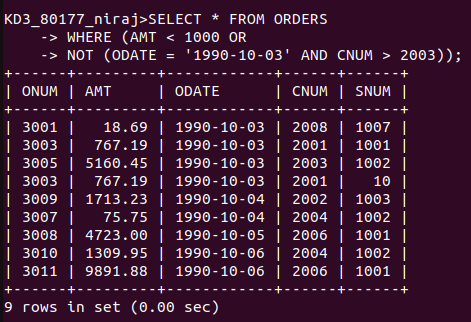 KD3_80177_niraj>SELECT * FROM ORDERS
    -> WHERE (AMT < 1000 OR
    -> NOT (ODATE = '1990-10-03' AND CNUM > 2003));
+------+---------+------------+------+------+
| ONUM | AMT     | ODATE      | CNUM | SNUM |
+------+---------+------------+------+------+
| 3001 |   18.69 | 1990-10-03 | 2008 | 1007 |
| 3003 |  767.19 | 1990-10-03 | 2001 | 1001 |
| 3005 | 5160.45 | 1990-10-03 | 2003 | 1002 |
| 3003 |  767.19 | 1990-10-03 | 2001 |   10 |
| 3009 | 1713.23 | 1990-10-04 | 2002 | 1003 |
| 3007 |   75.75 | 1990-10-04 | 2004 | 1002 |
| 3008 | 4723.00 | 1990-10-05 | 2006 | 1001 |
| 3010 | 1309.95 | 1990-10-06 | 2004 | 1002 |
| 3011 | 9891.88 | 1990-10-06 | 2006 | 1001 |
+------+---------+------------+------+------+
9 rows in set (0.00 sec)